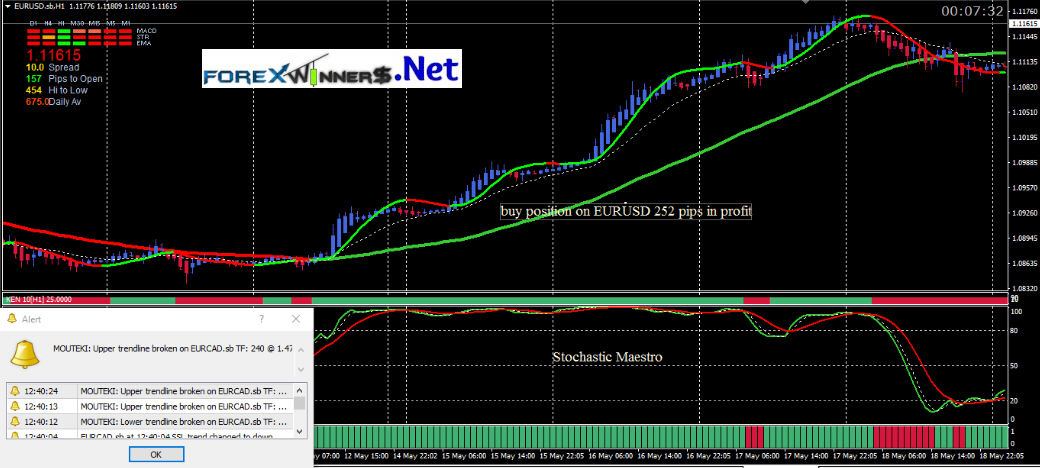 EURUSD.sb,H1 1.11776 1.11809 1.11603 1.11615
00:07:32
D1 H4 H1 M30 M15 M5 M1
MACD
STR
EMA
1.11615
10.0 Spread
157 Pips to Open
454 Hi to Low
675.0 Daily Av
FOREXWINNER$.Net
buy position on EURUSD 252 pips in profit
1.11760
1.11615
1.11445
1.11135
1.10820
1.10510
1.10195
1.09885
1.09570
1.09260
1.08945
1.08635
1.08320
KEN 10[H1] 25.0000
Alert
?
MOUTEKI: Upper trendline broken on EURCAD.sb TF: 240 @ 1.47
12:40:24 MOUTEKI: Upper trendline broken on EURCAD.sb TF: ...
12:40:13 MOUTEKI: Upper trendline broken on EURCAD.sb TF: ...
12:40:12 MOUTEKI: Lower trendline broken on EURCAD.sb TF: ...
12:40:04 EURCAD.sb at 12:40:04 SSL trend changed to down
OK
Stochastic Maestro
100
80
50
20
0
1
0
y 07:00 12 May 15:00 14 May 22:02 15 May 06:00 15 May 14:00 15 May 22:05 16 May 06:00 16 May 14:00 16 May 22:05 17 May 06:00 17 May 14:00 17 May 22:05 18 May 06:00 18 May 14:00 18 May 22:05